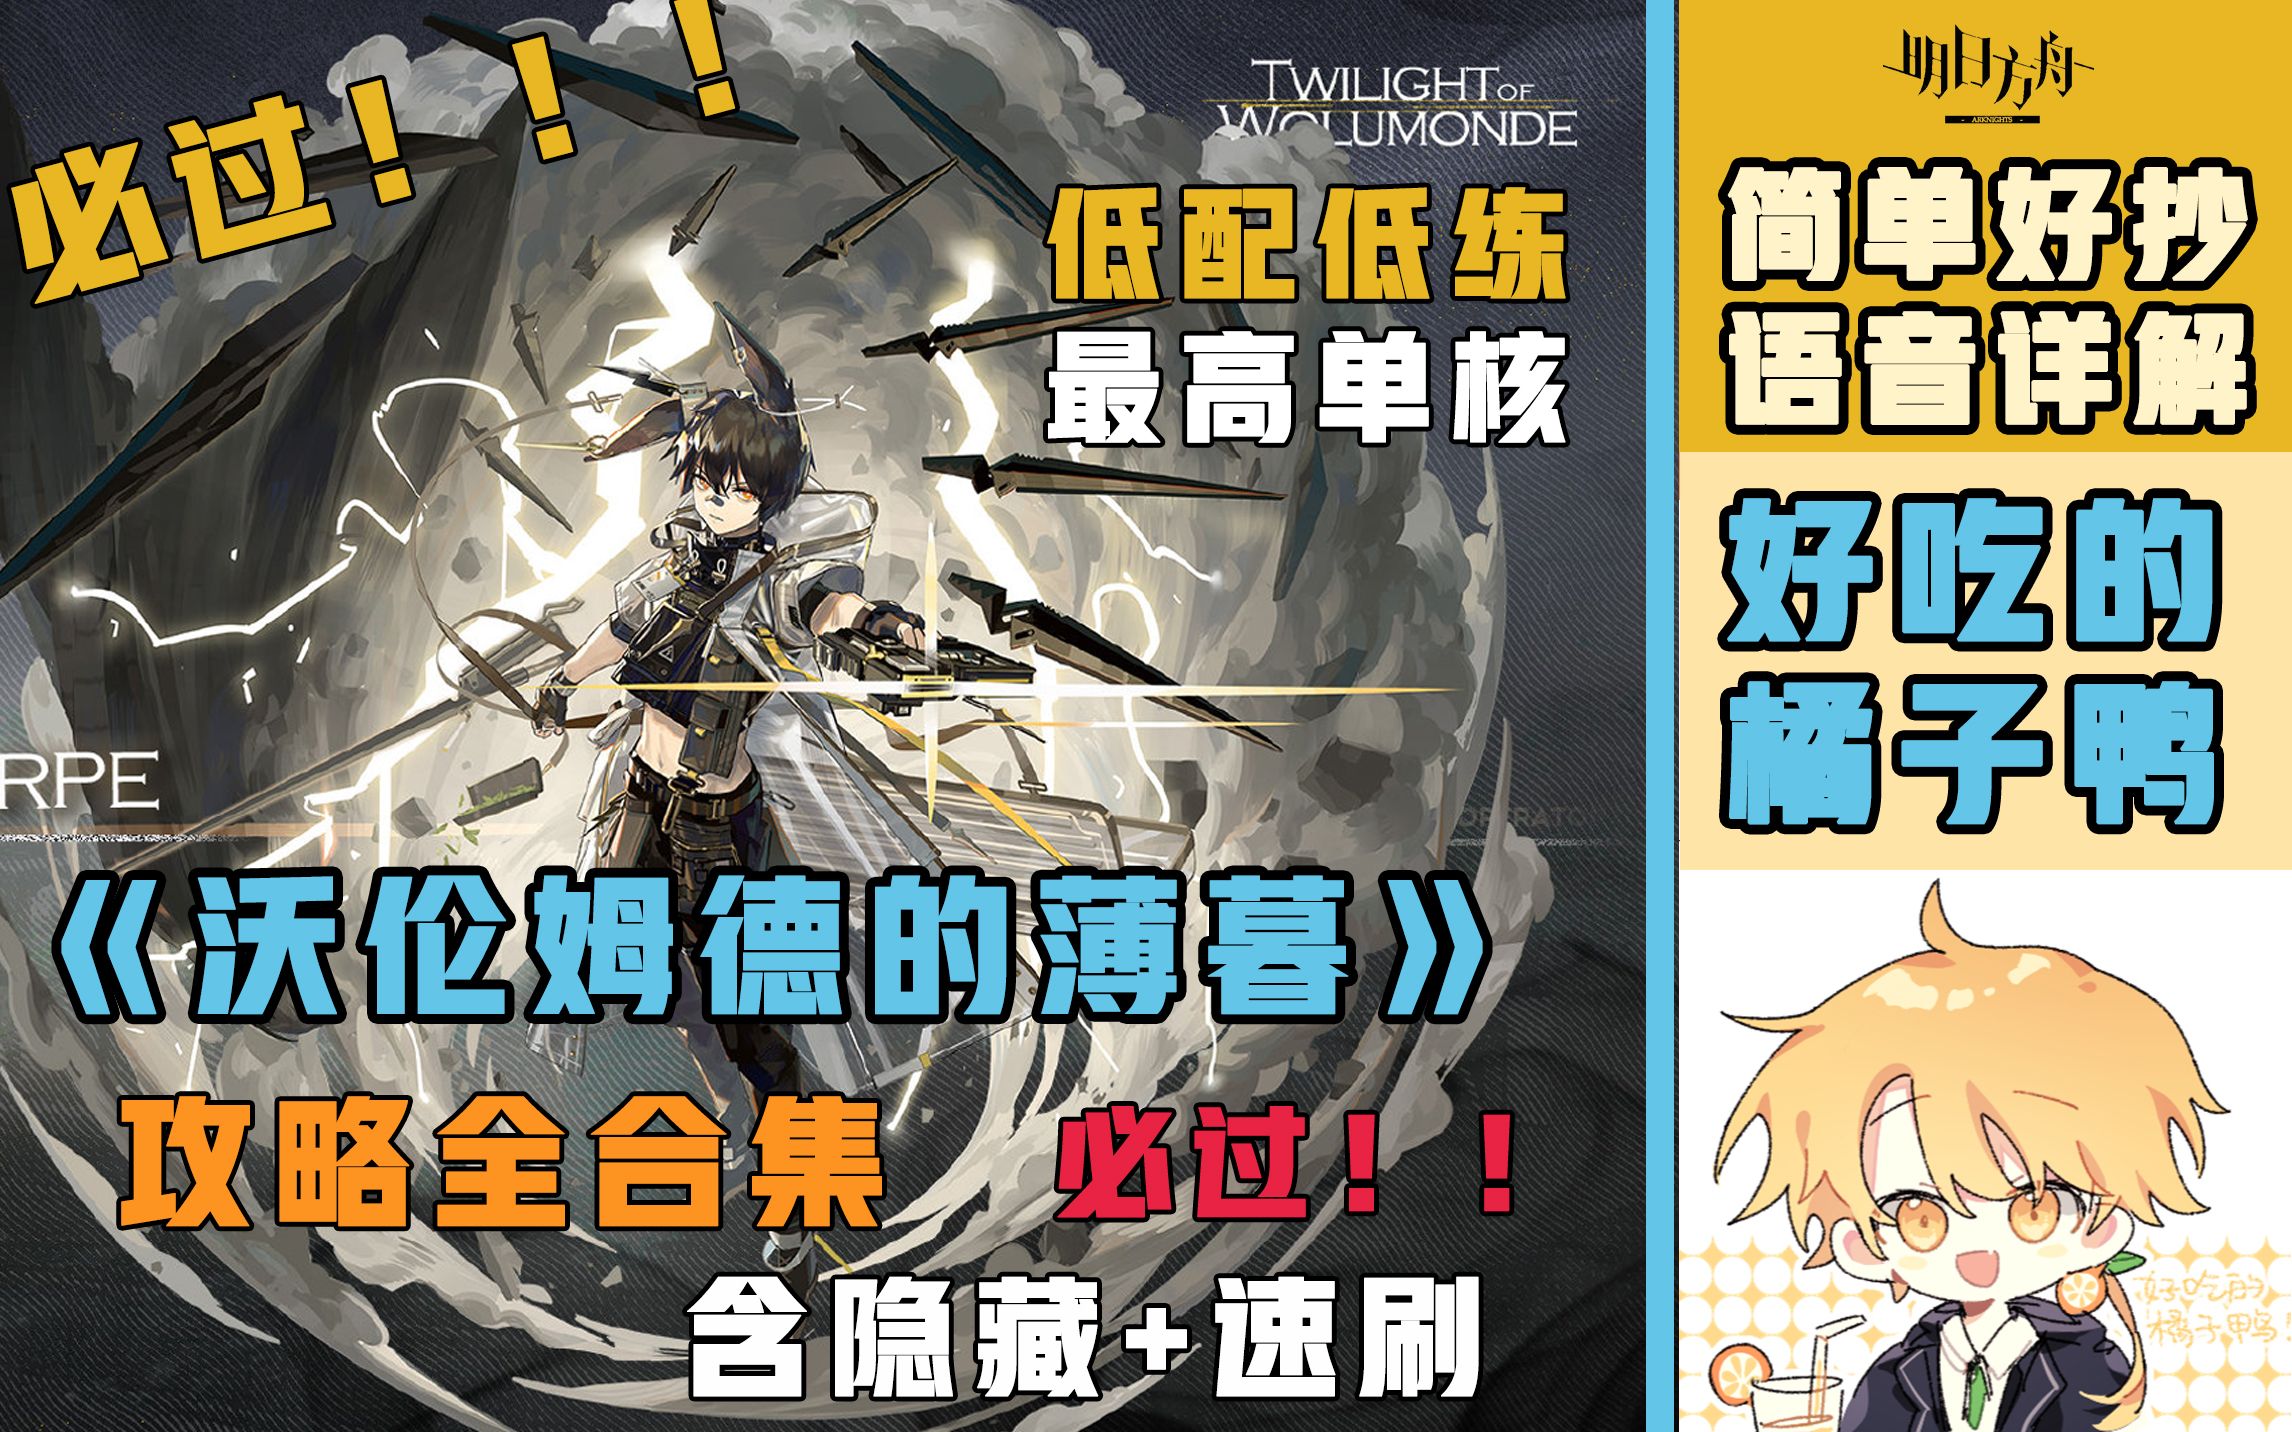 必过！！！
TWILIGHT OF
WOLUMONDE
低配低练
最高单核
RPE
OPERATO
《沃伦姆德的薄暮》
攻略全合集 必过！！
含隐藏+速刷
明日方舟
- ARKNIGHTS -
简单好抄
语音详解
好吃的
橘子鸭
好吃的
橘子鸭!